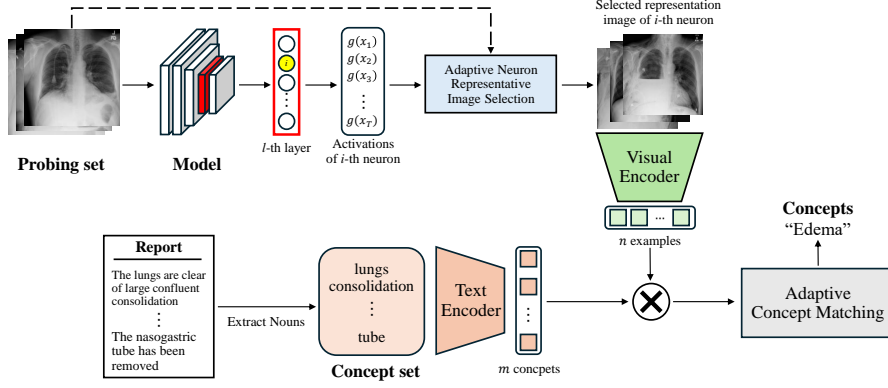 Selected representation
image of i-th neuron
i
g(x₁)
g(x₂)
g(x₃)
⋮
g(x_T)
Adaptive Neuron
Representative
Image Selection
Probing set
Model
l-th layer
Activations
of i-th neuron
Visual
Encoder
...
n examples
Concepts
“Edema”
Report
The lungs are clear
of large confluent
consolidation
⋮
The nasogastric
tube has been
removed
Extract Nouns
lungs
consolidation
⋮
tube
Concept set
Text
Encoder
m concpets
Adaptive
Concept Matching